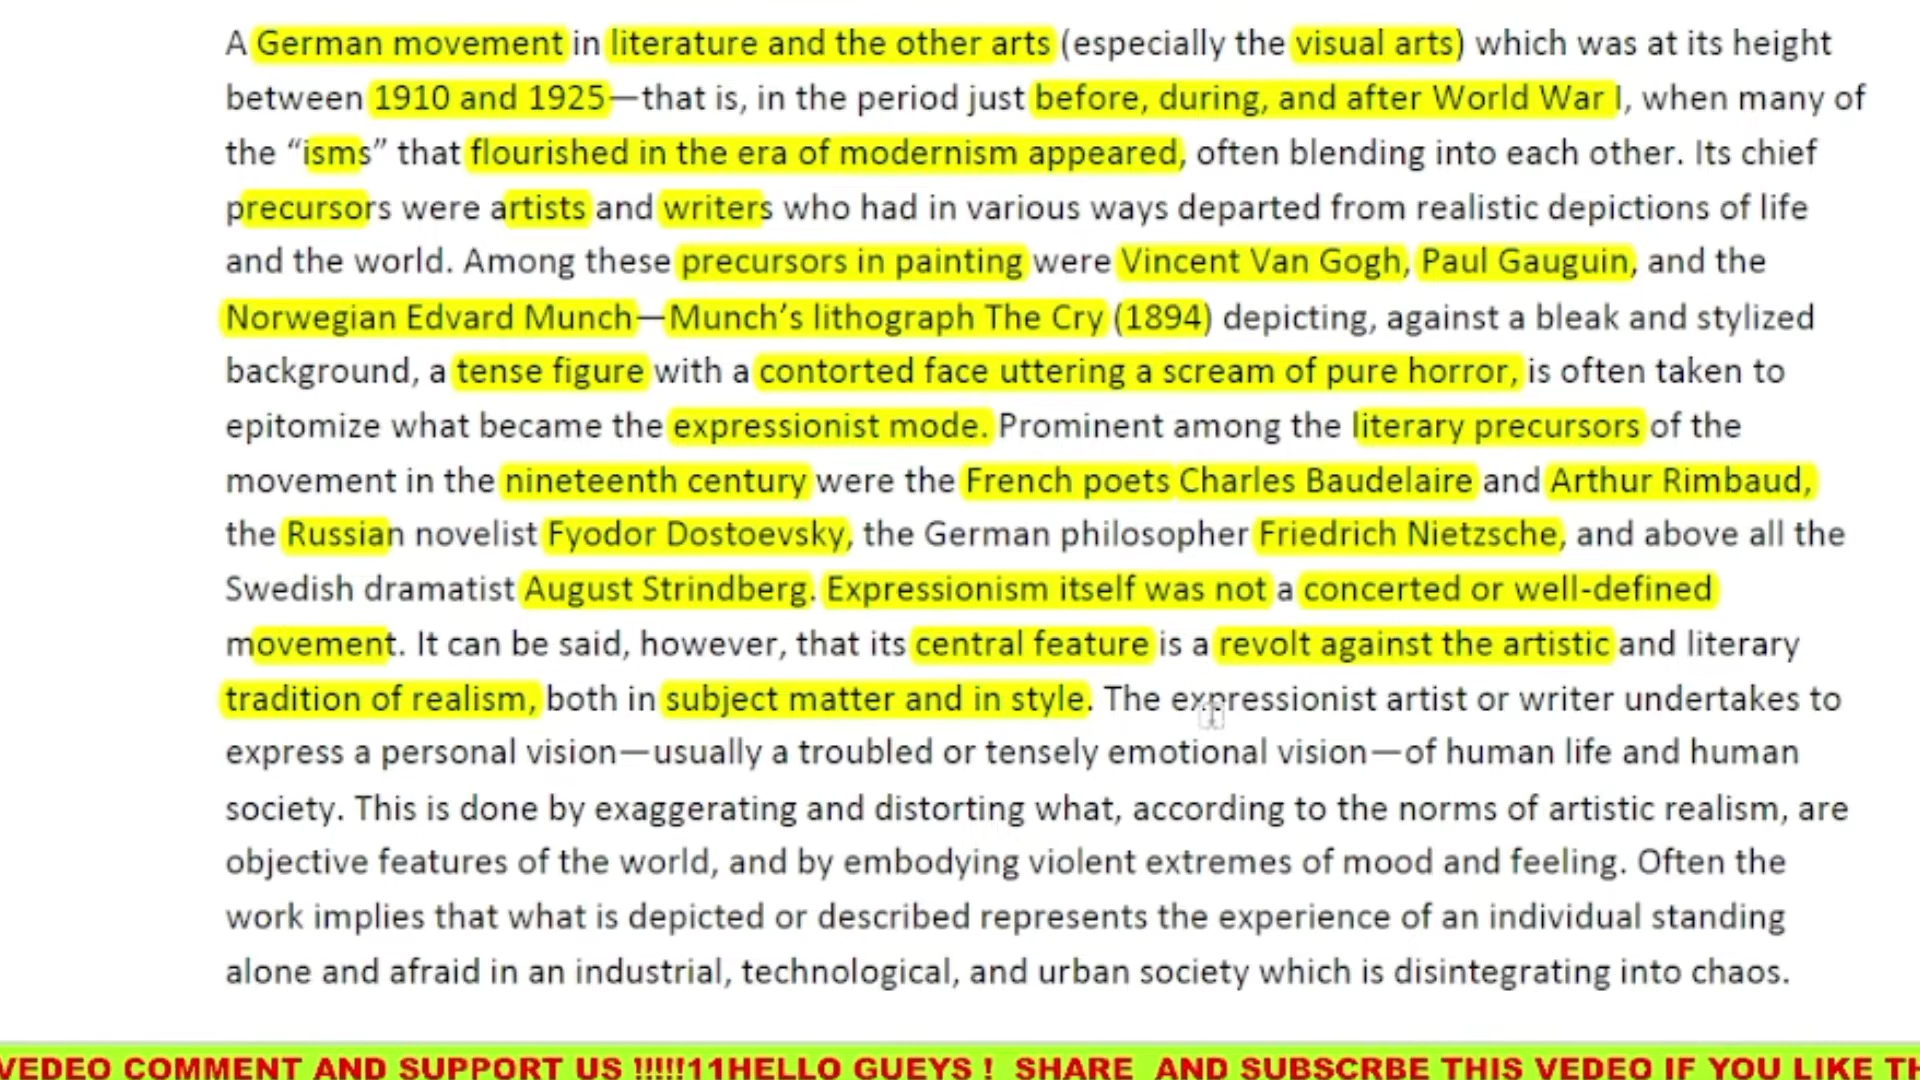 A German movement in literature and the other arts (especially the visual arts) which was at its height
between 1910 and 1925—that is, in the period just before, during, and after World War I, when many of
the “isms” that flourished in the era of modernism appeared, often blending into each other. Its chief
precursors were artists and writers who had in various ways departed from realistic depictions of life
and the world. Among these precursors in painting were Vincent Van Gogh, Paul Gauguin, and the
Norwegian Edvard Munch—Munch’s lithograph The Cry (1894) depicting, against a bleak and stylized
background, a tense figure with a contorted face uttering a scream of pure horror, is often taken to
epitomize what became the expressionist mode. Prominent among the literary precursors of the
movement in the nineteenth century were the French poets Charles Baudelaire and Arthur Rimbaud,
the Russian novelist Fyodor Dostoevsky, the German philosopher Friedrich Nietzsche, and above all the
Swedish dramatist August Strindberg. Expressionism itself was not a concerted or well-defined
movement. It can be said, however, that its central feature is a revolt against the artistic and literary
tradition of realism, both in subject matter and in style. The expressionist artist or writer undertakes to
express a personal vision—usually a troubled or tensely emotional vision—of human life and human
society. This is done by exaggerating and distorting what, according to the norms of artistic realism, are
objective features of the world, and by embodying violent extremes of mood and feeling. Often the
work implies that what is depicted or described represents the experience of an individual standing
alone and afraid in an industrial, technological, and urban society which is disintegrating into chaos.
VEDEO COMMENT AND SUPPORT US !!!!!11HELLO GUEYS ! SHARE AND SUBSCRBE THIS VEDEO IF YOU LIKE TH